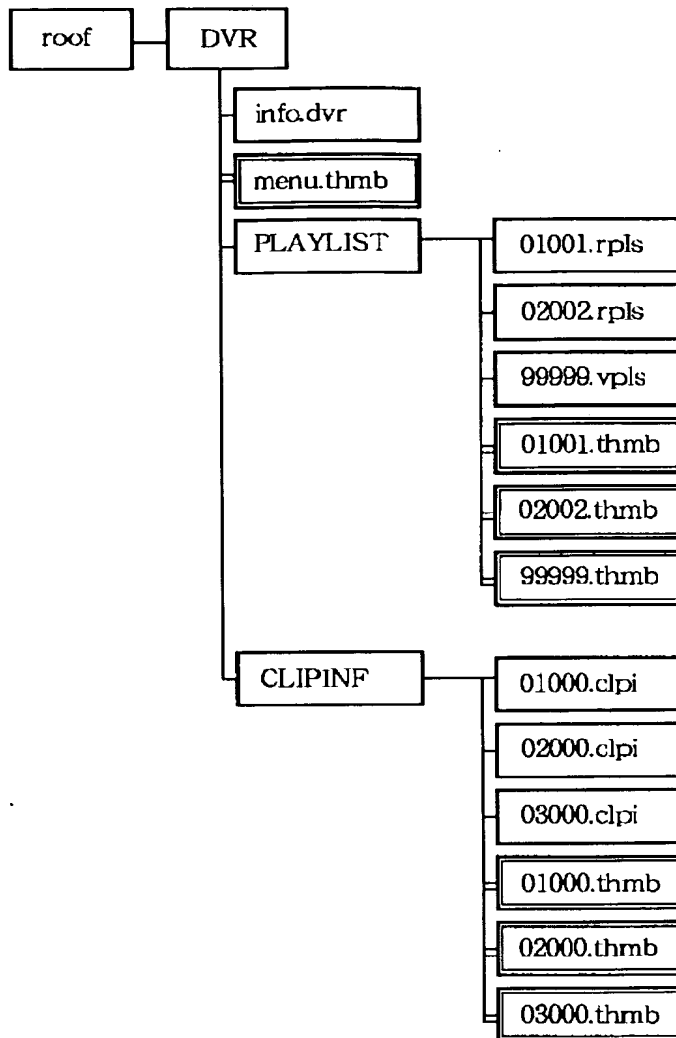 roof DVR
info.dvr
menu.thmb
PLAYLIST
01001.rpls
02002.rpls
99999.vpls
01001.thmb
02002.thmb
99999.thmb
CLIPINF
01000.clpi
02000.clpi
03000.clpi
01000.thmb
02000.thmb
03000.thmb